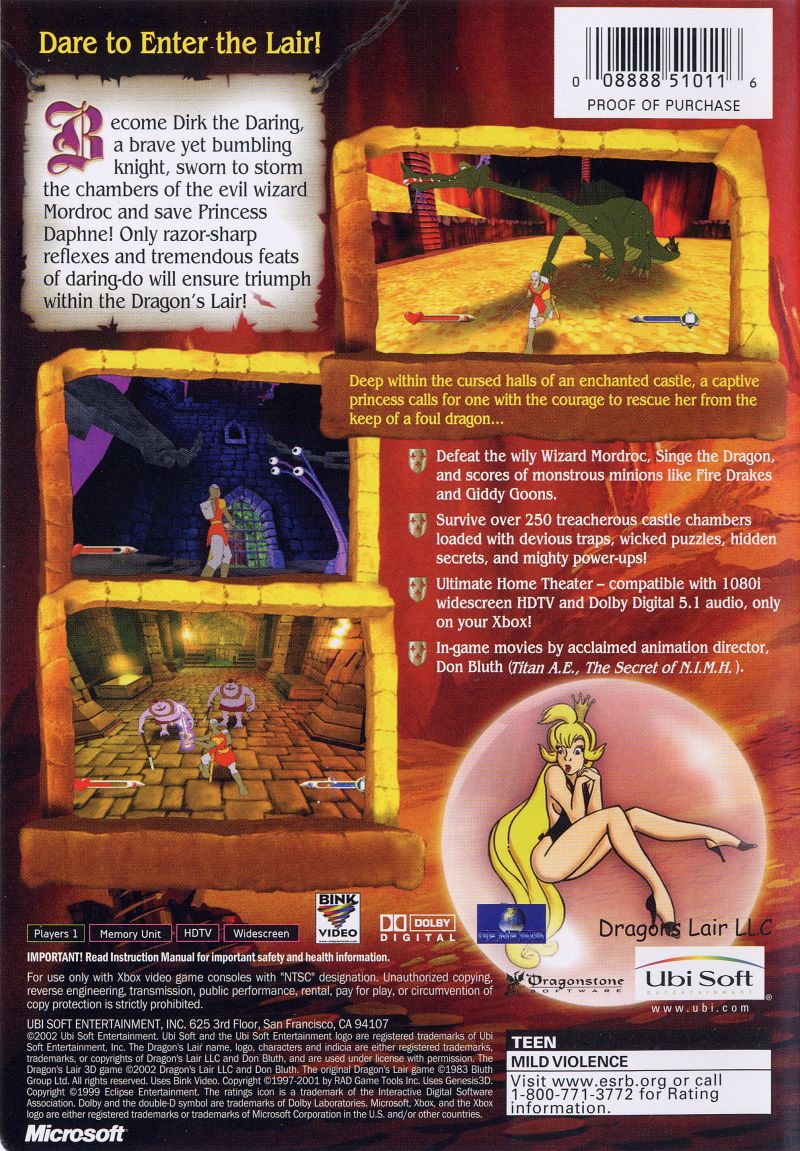 Dare to Enter the Lair!
0 08888 51011 6
PROOF OF PURCHASE
Become Dirk the Daring,
a brave yet bumbling
knight, sworn to storm
the chambers of the evil wizard
Mordroc and save Princess
Daphne! Only razor-sharp
reflexes and tremendous feats
of daring-do will ensure triumph
within the Dragon's Lair!
Deep within the cursed halls of an enchanted castle, a captive
princess calls for one with the courage to rescue her from the
keep of a foul dragon...
Defeat the wily Wizard Mordroc, Singe the Dragon,
and scores of monstrous minions like Fire Drakes
and Giddy Goons.
Survive over 250 treacherous castle chambers
loaded with devious traps, wicked puzzles, hidden
secrets, and mighty power-ups!
Ultimate Home Theater – compatible with 1080i
widescreen HDTV and Dolby Digital 5.1 audio, only
on your Xbox!
In-game movies by acclaimed animation director,
Don Bluth (Titan A.E., The Secret of N.I.M.H.).
Players 1
Memory Unit
HDTV
Widescreen
BINK
VIDEO
DOLBY
DIGITAL
GENESIS
Dragon's Lair LLC
Dragonstone
SOFTWARE
Ubi Soft
ENTERTAINMENT
®
www.ubi.com
IMPORTANT! Read Instruction Manual for important safety and health information.
For use only with Xbox video game consoles with "NTSC" designation. Unauthorized copying,
reverse engineering, transmission, public performance, rental, pay for play, or circumvention of
copy protection is strictly prohibited.
UBI SOFT ENTERTAINMENT, INC. 625 3rd Floor, San Francisco, CA 94107
©2002 Ubi Soft Entertainment. Ubi Soft and the Ubi Soft Entertainment logo are registered trademarks of Ubi
Soft Entertainment, Inc. The Dragon's Lair name, logo, characters and indicia are either registered trademarks,
trademarks, or copyrights of Dragon's Lair LLC and Don Bluth, and are used under license with permission. The
Dragon's Lair 3D game ©2002 Dragon's Lair LLC and Don Bluth. The original Dragon's Lair game ©1983 Bluth
Group Ltd. All rights reserved. Uses Bink Video. Copyright ©1997-2001 by RAD Game Tools Inc. Uses Genesis3D.
Copyright ©1999 Eclipse Entertainment. The ratings icon is a trademark of the Interactive Digital Software
Association. Dolby and the double-D symbol are trademarks of Dolby Laboratories. Microsoft, Xbox, and the Xbox
logo are either registered trademarks or trademarks of Microsoft Corporation in the U.S. and/or other countries.
TEEN
MILD VIOLENCE
Visit www.esrb.org or call
1-800-771-3772 for Rating
information.
Microsoft